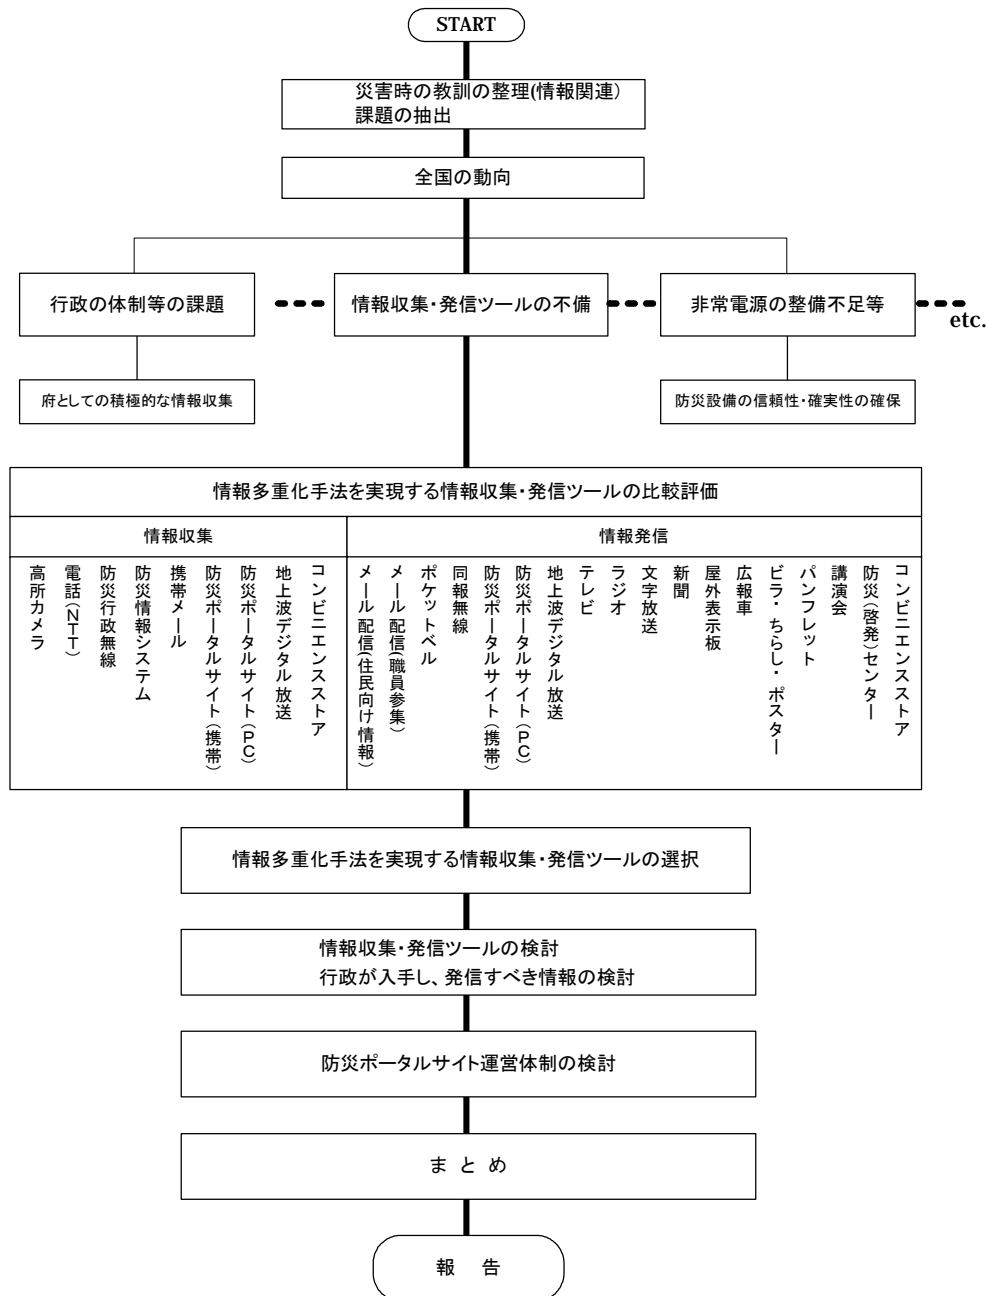 START
災害時の教訓の整理(情報関連)
課題の抽出
全国の動向
行政の体制等の課題
情報収集・発信ツールの不備
非常電源の整備不足等
etc.
府としての積極的な情報収集
防災設備の信頼性・確実性の確保
情報多重化手法を実現する情報収集・発信ツールの比較評価
情報収集
情報発信
高所カメラ
電話(NTT)
防災行政無線
防災情報システム
携帯メール
防災ポータルサイト(携帯)
防災ポータルサイト(PC)
地上波デジタル放送
コンビニエンスストア
メール配信(住民向け情報)
メール配信(職員参集)
ポケットベル
同報無線
防災ポータルサイト(携帯)
防災ポータルサイト(PC)
地上波デジタル放送
テレビ
ラジオ
文字放送
新聞
屋外表示板
広報車
ビラ・ちらし・ポスター
パンフレット
講演会
防災(啓発)センター
コンビニエンスストア
情報多重化手法を実現する情報収集・発信ツールの選択
情報収集・発信ツールの検討
行政が入手し、発信すべき情報の検討
防災ポータルサイト運営体制の検討
まとめ
報告